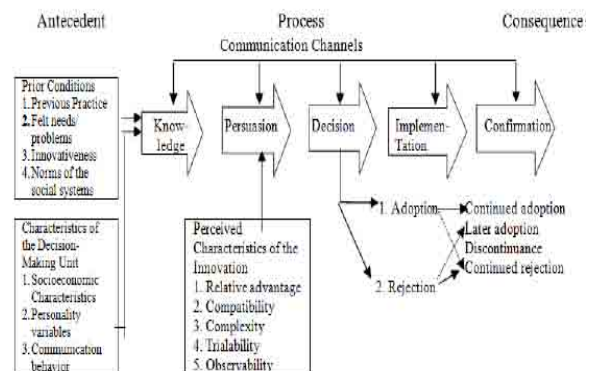 Antecedent Process Consequence
Communication Channels
Prior Conditions
1. Previous Practice
2. Felt needs/
problems
3. Innovativeness
4. Norms of the
social systems
Know-
ledge
Persuasion
Decision
Implemen-
Tation
Confirmation
Characteristics of
the Decision-
Making Unit
1. Socioeconomic
Characteristics
2. Personality
variables
3. Communication
behavior
Perceived
Characteristics of the
Innovation
1. Relative advantage
2. Compatibility
3. Complexity
4. Trialability
5. Observability
1. Adoption
2. Rejection
Continued adoption
Later adoption
Discontinuance
Continued rejection